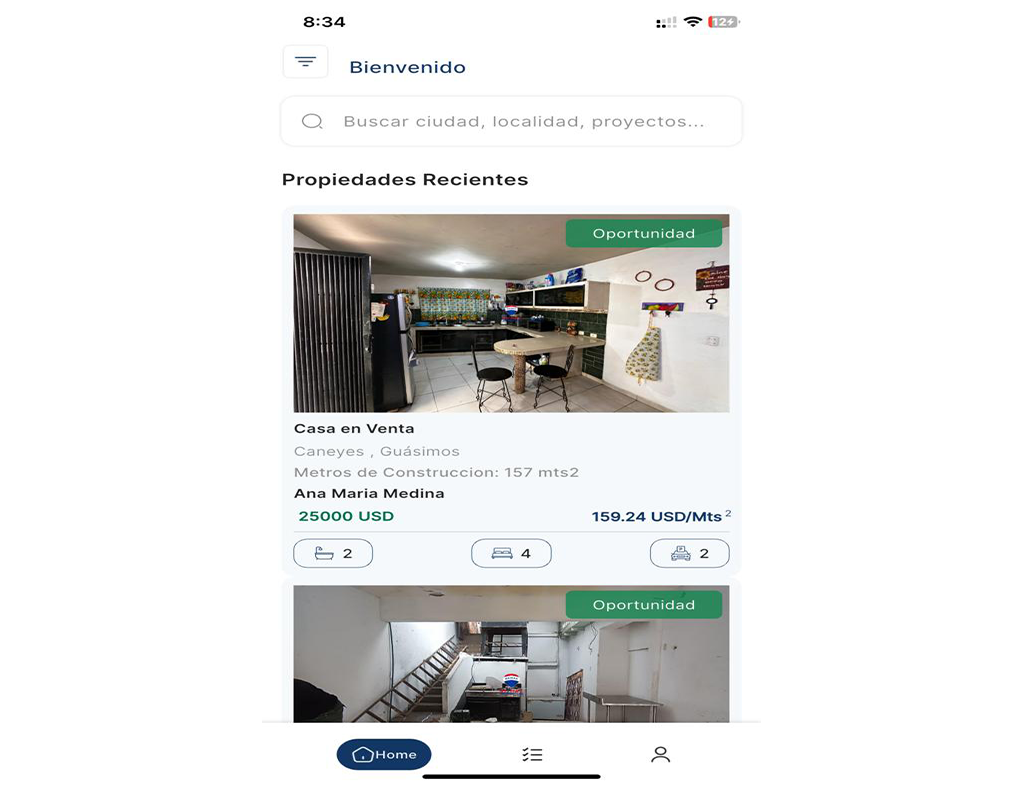 8:34
12
Bienvenido
Buscar ciudad, localidad, proyectos...
Propiedades Recientes
Oportunidad
Casa en Venta
Caneyes , Guásimos
Metros de Construccion: 157 mts2
Ana Maria Medina
25000 USD
159.24 USD/Mts 2
2
4
2
Oportunidad
Home